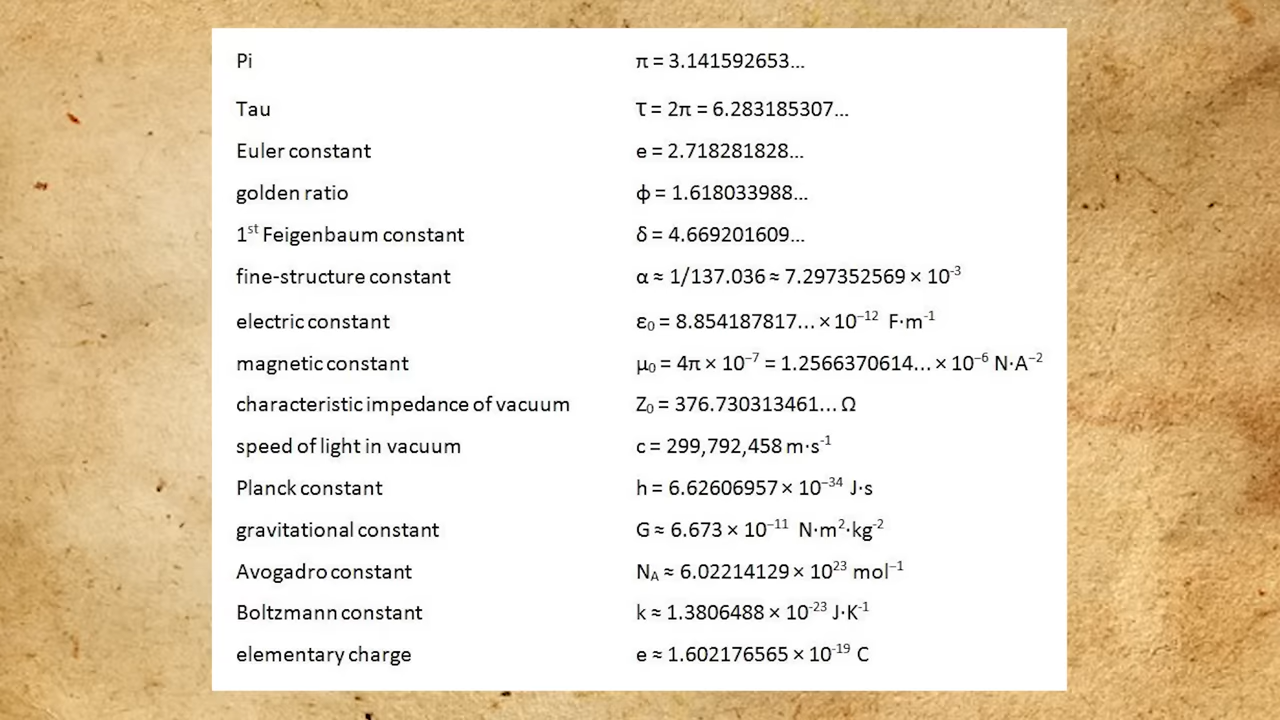 Pi π = 3.141592653...
Tau τ = 2π = 6.283185307...
Euler constant e = 2.718281828...
golden ratio ϕ = 1.618033988...
1st Feigenbaum constant δ = 4.669201609...
fine-structure constant α ≈ 1/137.036 ≈ 7.297352569 × 10⁻³
electric constant ε₀ = 8.854187817... × 10⁻¹² F·m⁻¹
magnetic constant μ₀ = 4π × 10⁻⁷ = 1.2566370614... × 10⁻⁶ N·A⁻²
characteristic impedance of vacuum Z₀ = 376.730313461... Ω
speed of light in vacuum c = 299,792,458 m·s⁻¹
Planck constant h = 6.62606957 × 10⁻³⁴ J·s
gravitational constant G ≈ 6.673 × 10⁻¹¹ N·m²·kg⁻²
Avogadro constant N_A ≈ 6.02214129 × 10²³ mol⁻¹
Boltzmann constant k ≈ 1.3806488 × 10⁻²³ J·K⁻¹
elementary charge e ≈ 1.602176565 × 10⁻¹⁹ C